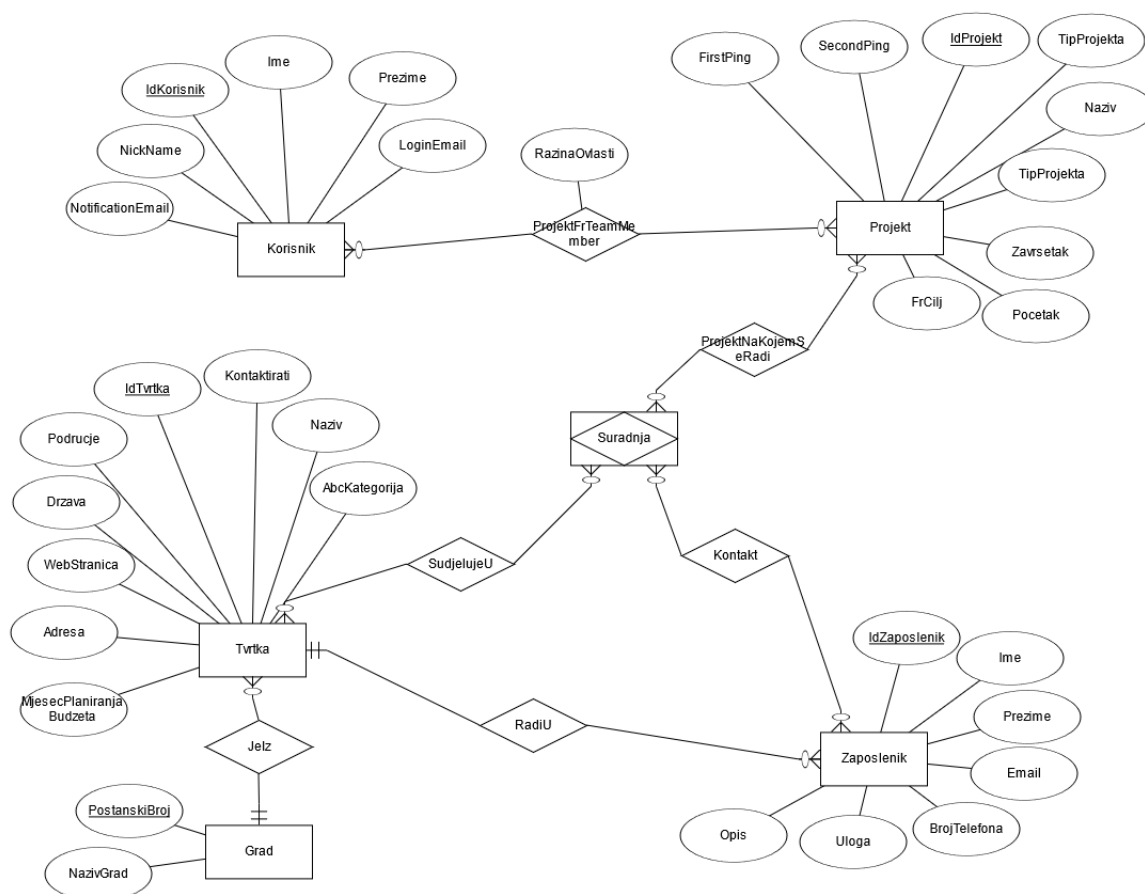 FirstPing
SecondPing
IdProjekt
TipProjekta
Ime
Prezime
IdKorisnik
Naziv
NickName
LoginEmail
RazinaOvlasti
TipProjekta
NotificationEmail
Korisnik
ProjektFrTeamMe
mber
Projekt
Zavrsetak
FrCilj
Pocetak
ProjektNaKojemS
eRadi
IdTvrtka
Kontaktirati
Naziv
Podrucje
Suradnja
AbcKategorija
Drzava
WebStranica
SudjelujeU
Kontakt
Adresa
Tvrtka
IdZaposlenik
Ime
MjesecPlaniranja
Budzeta
RadiU
Prezime
Jelz
Zaposlenik
Email
PostanskiBroj
Opis
Uloga
BrojTelefona
Grad
NazivGrad